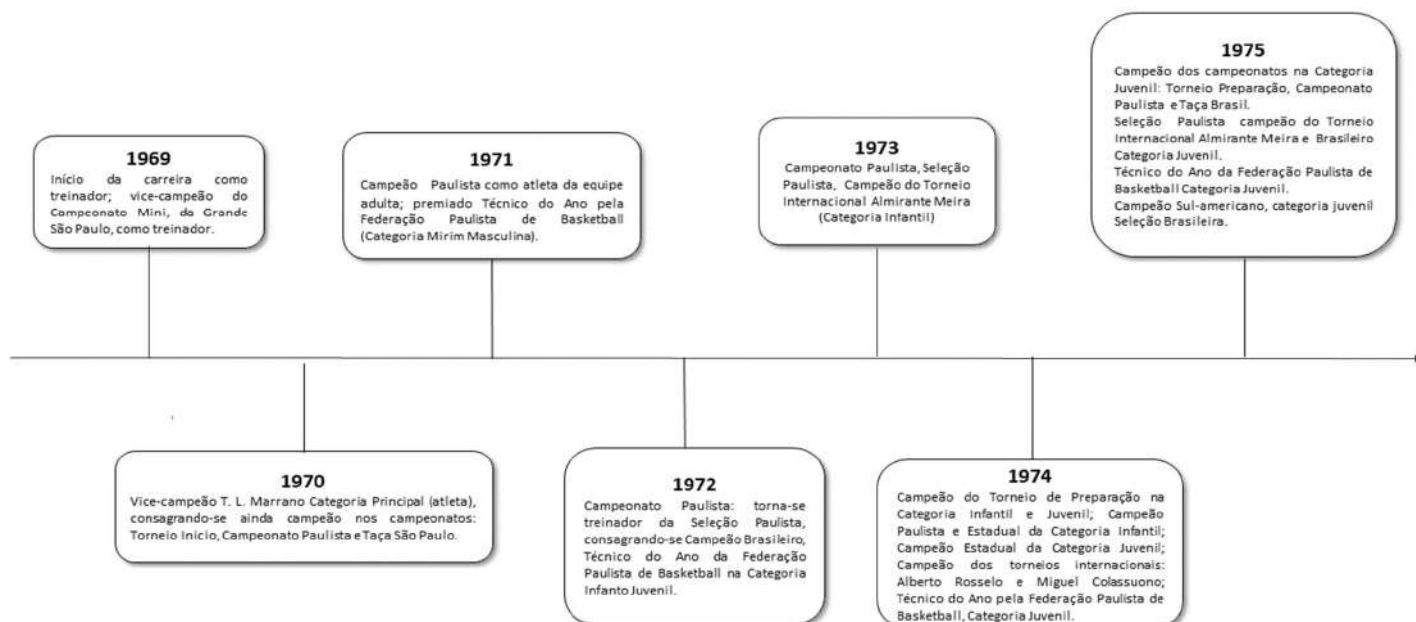 1969
Início da carreira como
treinador; vice-campeão do
Campeonato Mini, da Grande
São Paulo, como treinador.
1970
Vice-campeão T. L. Marrano Categoria Principal (atleta),
consagrando-se ainda campeão nos campeonatos:
Torneio Inicio, Campeonato Paulista e Taça São Paulo.
1971
Campeão Paulista como atleta da equipe
adulta; premiado Técnico do Ano pela
Federação Paulista de Basketball
(Categoria Mirim Masculina).
1972
Campeonato Paulista: torna-se
treinador da Seleção Paulista,
consagrando-se Campeão Brasileiro,
Técnico do Ano da Federação
Paulista de Basketball na Categoria
Infanto Juvenil.
1973
Campeonato Paulista, Seleção
Paulista, Campeão do Torneio
Internacional Almirante Meira
(Categoria Infantil)
1974
Campeão do Torneio de Preparação na
Categoria Infantil e Juvenil; Campeão
Paulista e Estadual da Categoria Infantil;
Campeão Estadual da Categoria Juvenil;
Campeão dos torneios internacionais:
Alberto Rosselo e Miguel Colassuono;
Técnico do Ano pela Federação Paulista de
Basketball, Categoria Juvenil.
1975
Campeão dos campeonatos na Categoria
Juvenil: Torneio Preparação, Campeonato
Paulista e Taça Brasil.
Seleção Paulista campeão do Torneio
Internacional Almirante Meira e Brasileiro
Categoria Juvenil.
Técnico do Ano da Federação Paulista de
Basketball Categoria Juvenil.
Campeão Sul-americano, categoria juvenil
Seleção Brasileira.